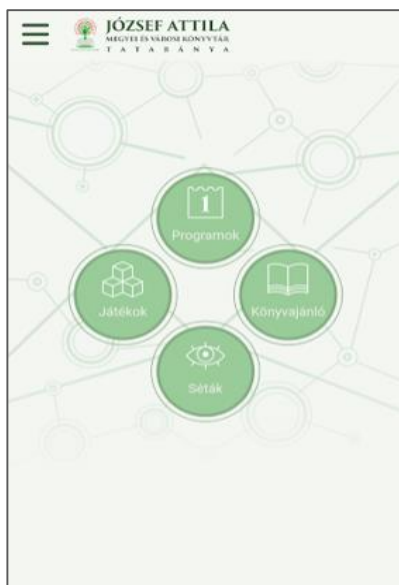 JÓZSEF ATTILA
MEGYEI ÉS VÁROSI KÖNYVTÁR
TATABÁNYA
1
Programok
Játékok
Könyvajánló
Séták